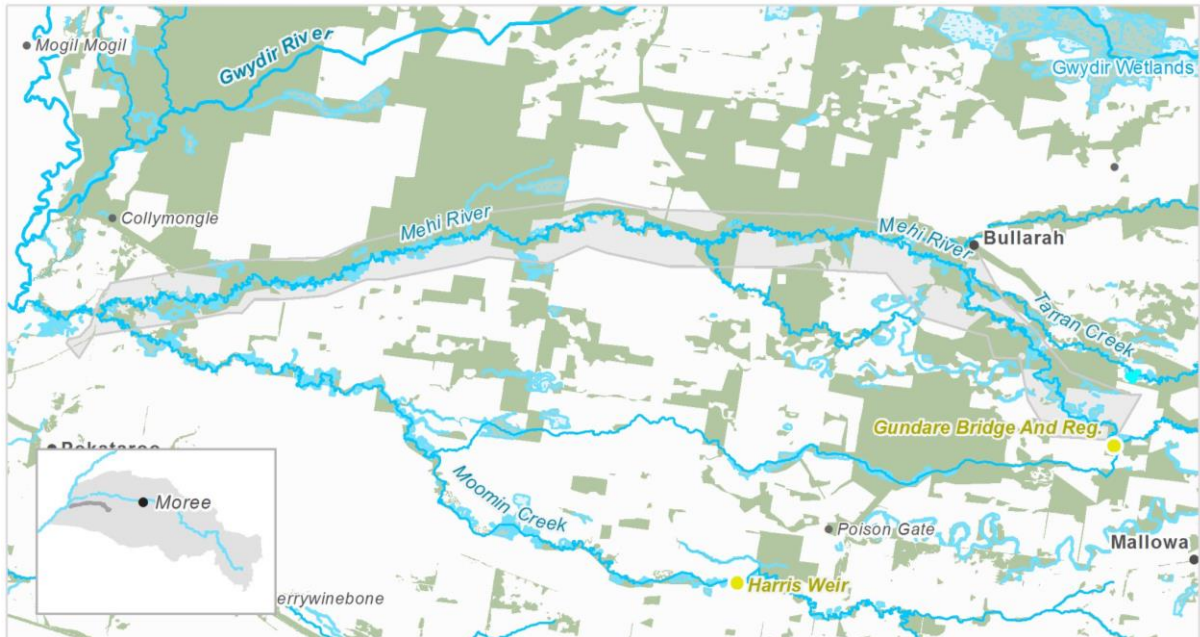 Mogil Mogil
Gwydir River
Gwydir Wetlands
Collymongle
Mehi River
Mehi River
Bullarah
Tarran Creek
Gundare Bridge And Reg.
Moomin Creek
Moree
Poison Gate
Mallowa
Harris Weir